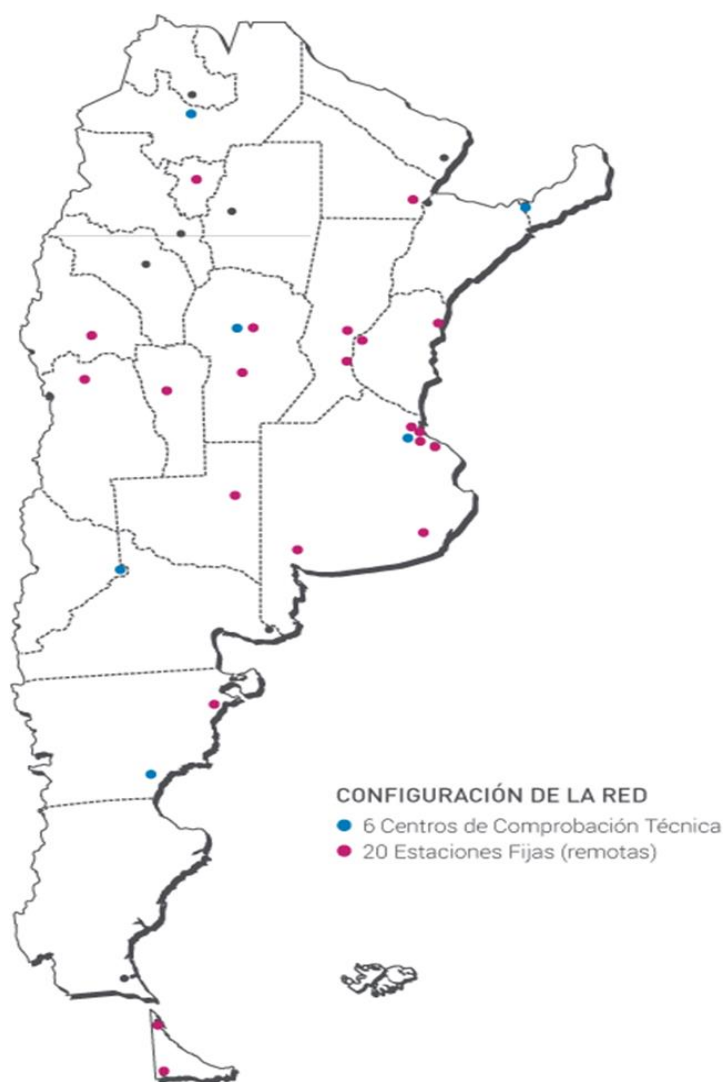 CONFIGURACIÓN DE LA RED
6 Centros de Comprobación Técnica
20 Estaciones Fijas (remotas)